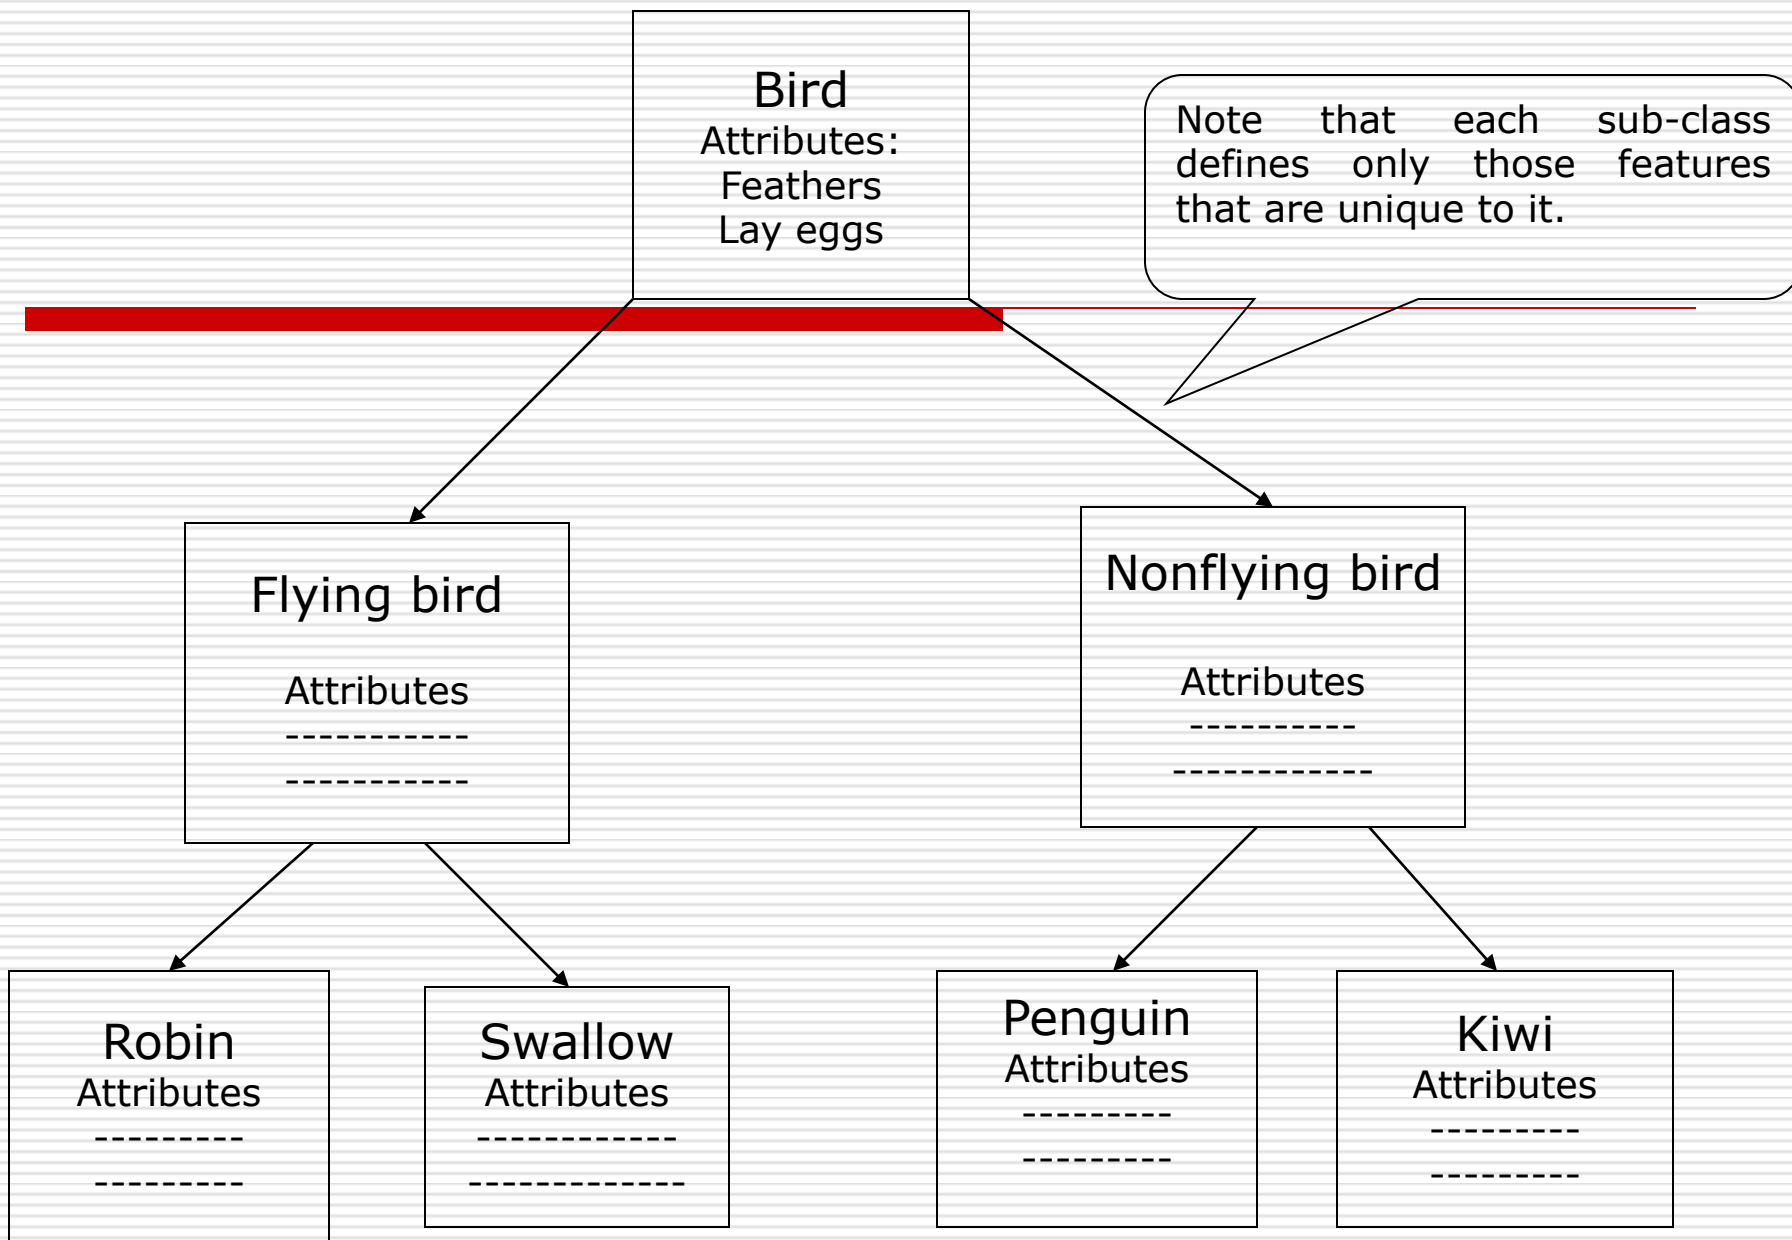 Bird
Attributes:
Feathers
Lay eggs
Note that each sub-class
defines only those features
that are unique to it.
Flying bird
Attributes
-----------
-----------
Nonflying bird
Attributes
----------
------------
Robin
Attributes
---------
---------
Swallow
Attributes
------------
-------------
Penguin
Attributes
---------
---------
Kiwi
Attributes
---------
---------